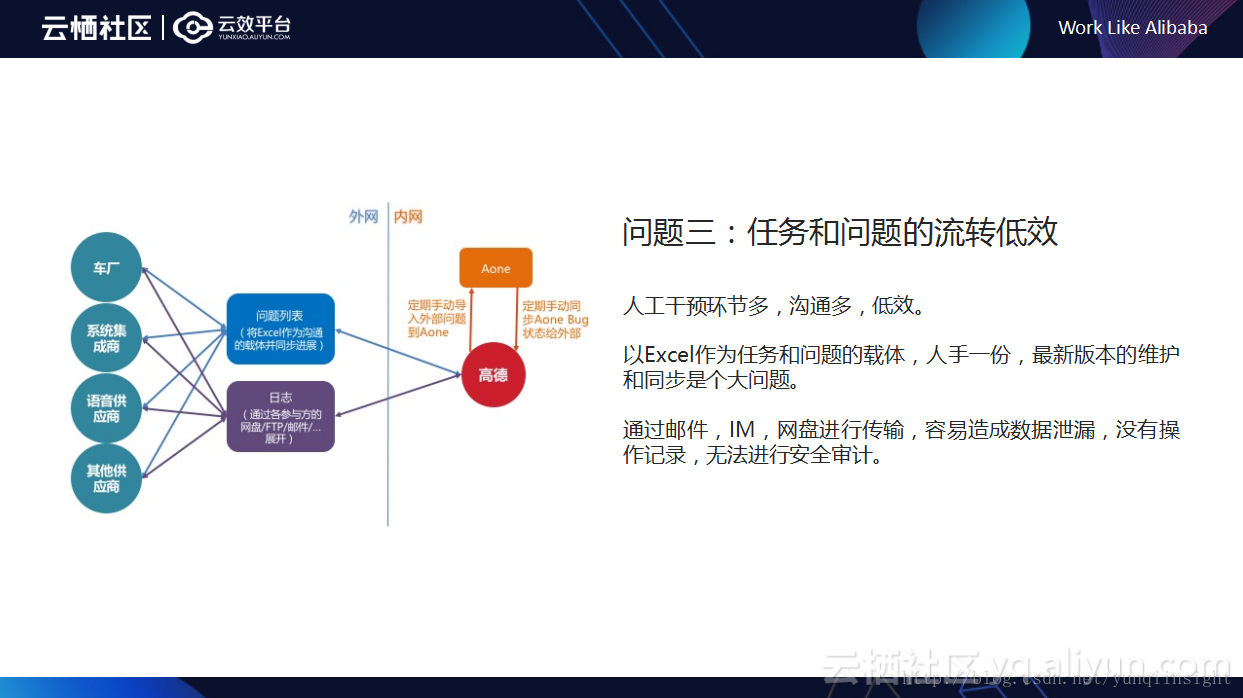 云栖社区
云效平台
YUNXIAO.ALIYUN.COM
Work Like Alibaba
外网
内网
车厂
系统集
成商
语音供
应商
其他供
应商
问题列表
（将Excel作为沟通
的载体并同步进展）
日志
（通过各参与方的
网盘/FTP/邮件/...
展开）
Aone
定期手动导
入外部问题
到Aone
定期手动同
步Aone Bug
状态给外部
高德
问题三：任务和问题的流转低效
人工干预环节多，沟通多，低效。
以Excel作为任务和问题的载体，人手一份，最新版本的维护
和同步是个大问题。
通过邮件，IM，网盘进行传输，容易造成数据泄漏，没有操
作记录，无法进行安全审计。
云栖社区 yq.aliyun.com
http://blog.csdn.net/yunqiinsight